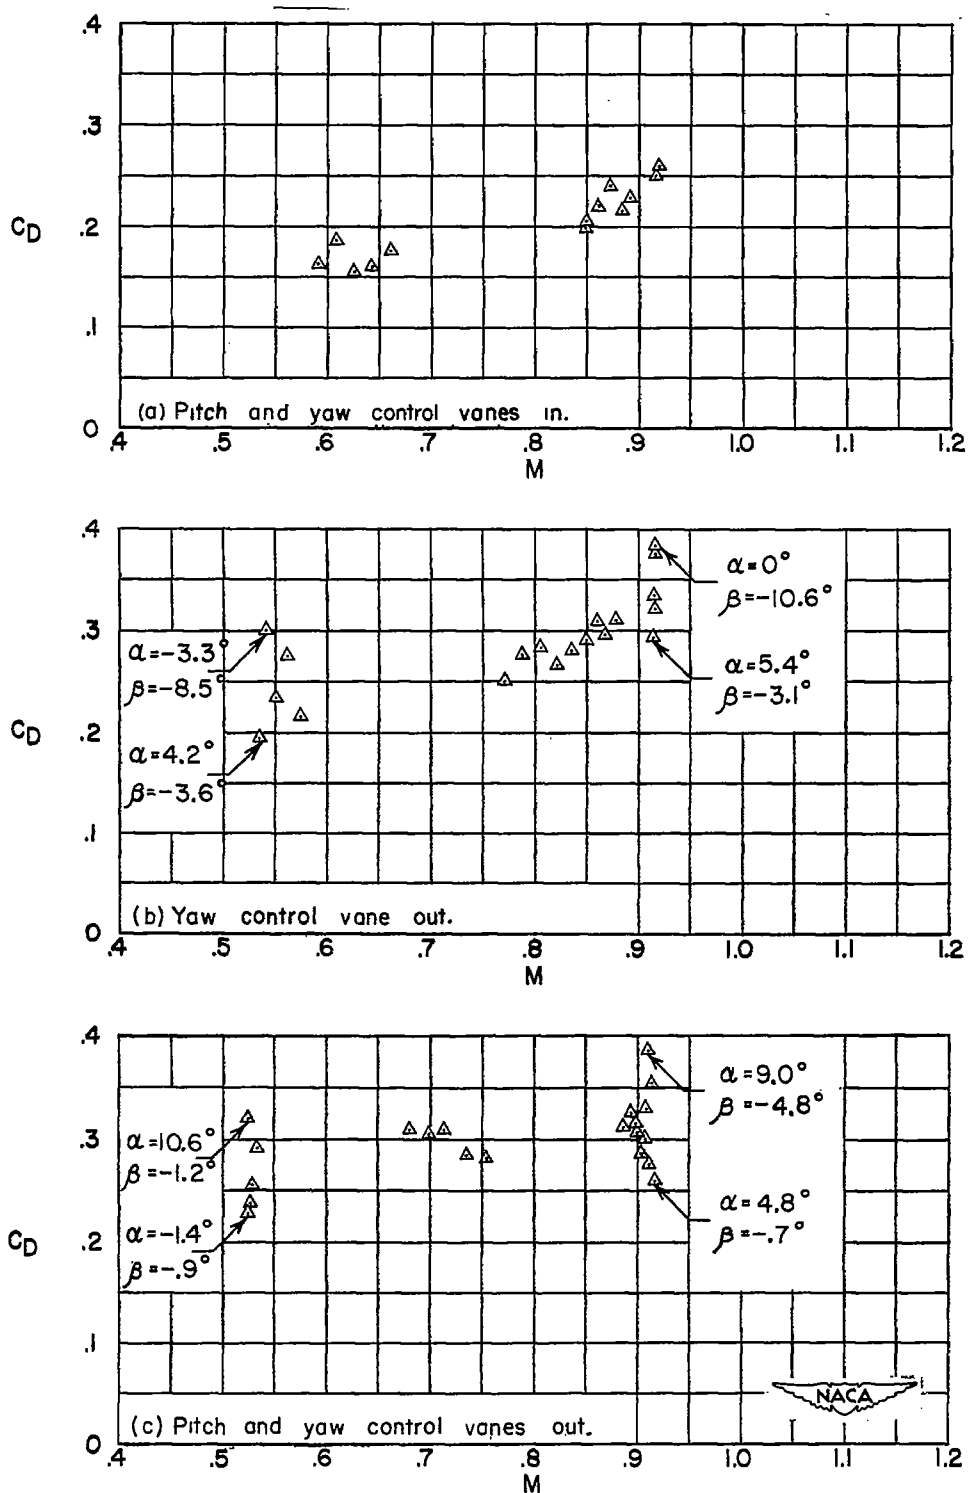 .4
.3
CD
.2
.1
(a) Pitch and yaw control vanes in.
0
.4 .5 .6 .7 .8 .9 1.0 1.1 1.2
M
.4
α=0°
β=-10.6°
.3
α=-3.3°
β=-8.5°
α=5.4°
β=-3.1°
CD
.2
α=4.2°
β=-3.6°
.1
(b) Yaw control vane out.
0
.4 .5 .6 .7 .8 .9 1.0 1.1 1.2
M
.4
α=9.0°
β=-4.8°
.3
α=10.6°
β=-1.2°
α=4.8°
β=-.7°
CD
.2
α=-1.4°
β=-.9°
.1
NACA
(c) Pitch and yaw control vanes out.
0
.4 .5 .6 .7 .8 .9 1.0 1.1 1.2
M